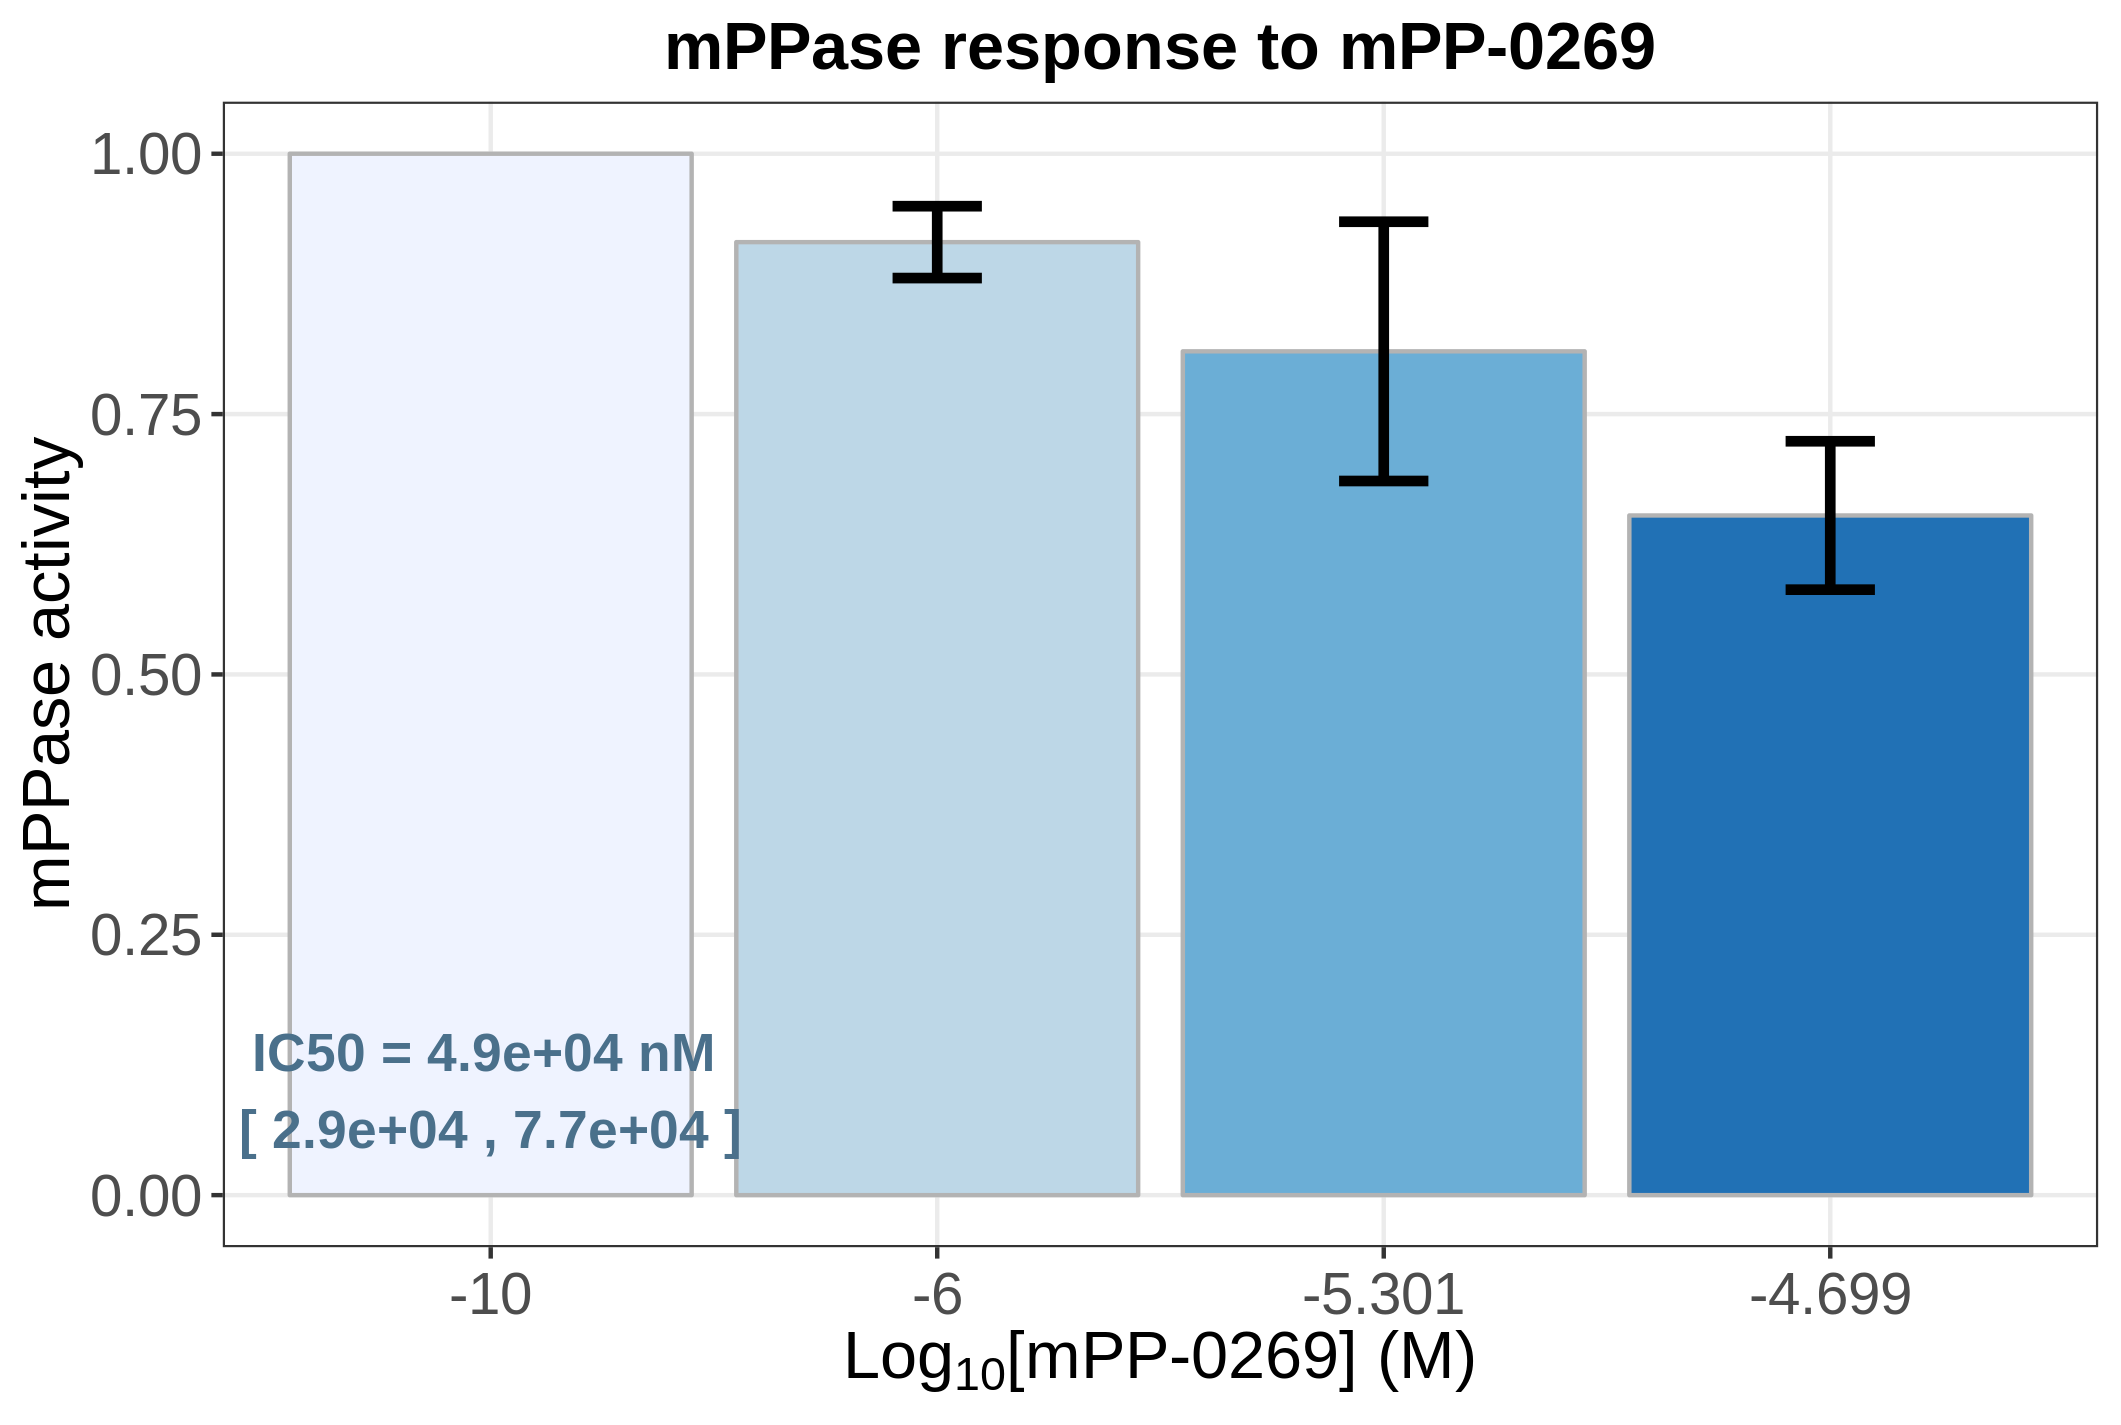 mPPase response to mPP-0269
mPPase activity
1.00
0.75
0.50
0.25
0.00
IC50 = 4.9e+04 nM
[ 2.9e+04 , 7.7e+04 ]
-10
-6
-5.301
-4.699
Log₁₀[mPP-0269] (M)